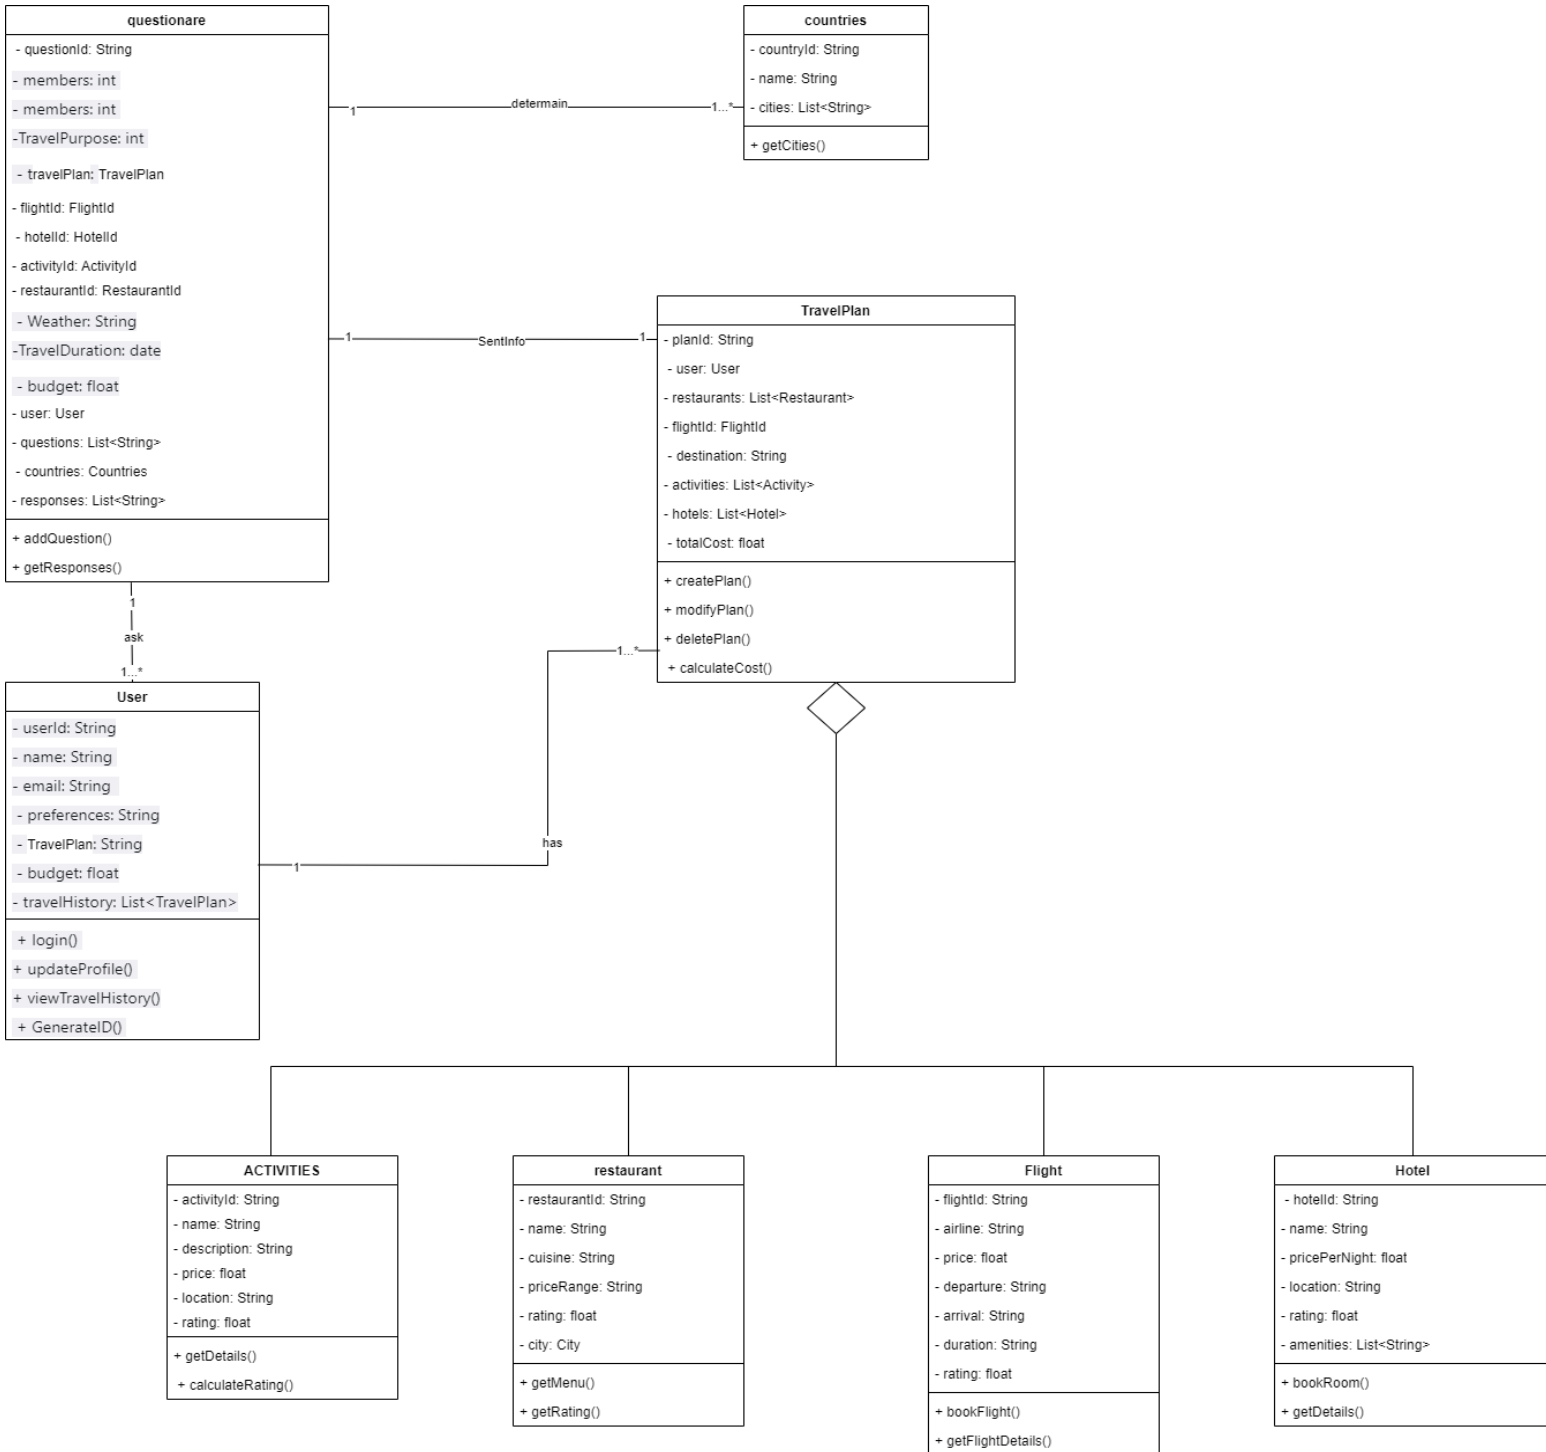 questionare
- questionId: String
- members: int
- members: int
-TravelPurpose: int
- travelPlan: TravelPlan
- flightId: FlightId
- hotelId: HotelId
- activityId: ActivityId
- restaurantId: RestaurantId
- Weather: String
-TravelDuration: date
- budget: float
- user: User
- questions: List<String>
- countries: Countries
- responses: List<String>
+ addQuestion()
+ getResponses()
1
determain
1...*
countries
- countryId: String
- name: String
- cities: List<String>
+ getCities()
1
SentInfo
1
TravelPlan
- planId: String
- user: User
- restaurants: List<Restaurant>
- flightId: FlightId
- destination: String
- activities: List<Activity>
- hotels: List<Hotel>
- totalCost: float
+ createPlan()
+ modifyPlan()
+ deletePlan()
+ calculateCost()
1
ask
1...*
User
- userId: String
- name: String
- email: String
- preferences: String
- TravelPlan: String
- budget: float
- travelHistory: List<TravelPlan>
+ login()
+ updateProfile()
+ viewTravelHistory()
+ GenerateID()
1
has
1...*
ACTIVITIES
- activityId: String
- name: String
- description: String
- price: float
- location: String
- rating: float
+ getDetails()
+ calculateRating()
restaurant
- restaurantId: String
- name: String
- cuisine: String
- priceRange: String
- rating: float
- city: City
+ getMenu()
+ getRating()
Flight
- flightId: String
- airline: String
- price: float
- departure: String
- arrival: String
- duration: String
- rating: float
+ bookFlight()
+ getFlightDetails()
Hotel
- hotelId: String
- name: String
- pricePerNight: float
- location: String
- rating: float
- amenities: List<String>
+ bookRoom()
+ getDetails()